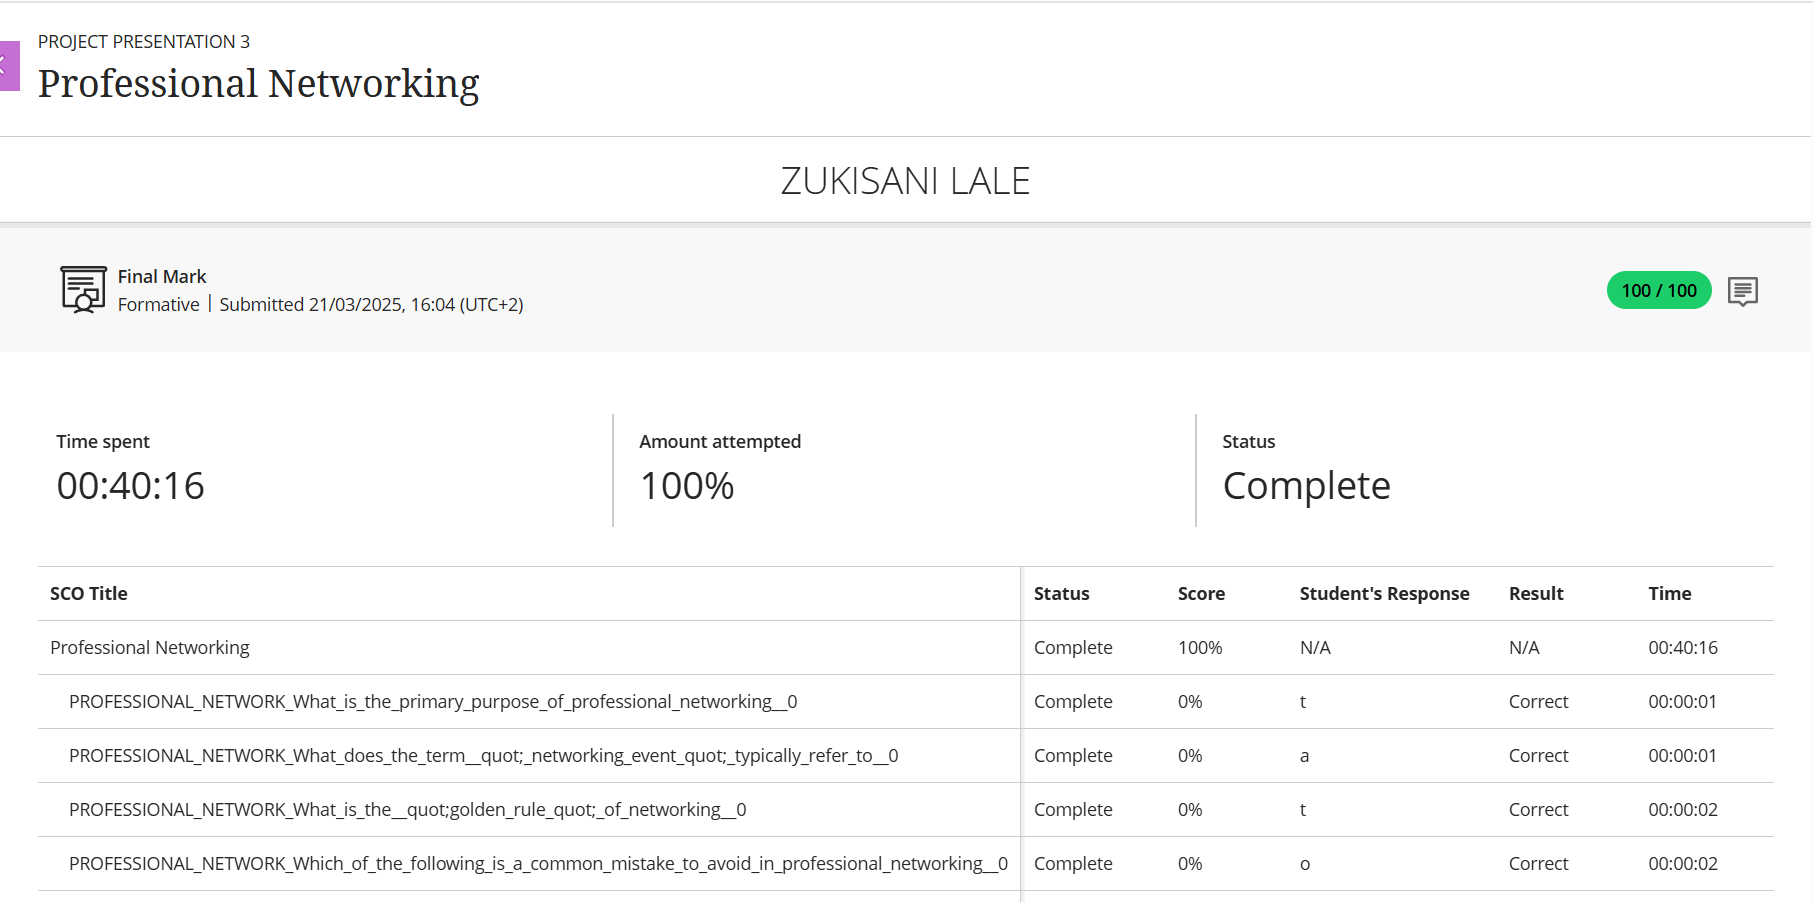 PROJECT PRESENTATION 3
Professional Networking
ZUKISANI LALE
Final Mark
Formative | Submitted 21/03/2025, 16:04 (UTC+2)
100 / 100
Time spent
00:40:16
Amount attempted
100%
Status
Complete
SCO Title Status Score Student's Response Result Time
Professional Networking Complete 100% N/A N/A 00:40:16
PROFESSIONAL_NETWORK_What_is_the_primary_purpose_of_professional_networking__0 Complete 0% t Correct 00:00:01
PROFESSIONAL_NETWORK_What_does_the_term__quot;_networking_event_quot;_typically_refer_to__0 Complete 0% a Correct 00:00:01
PROFESSIONAL_NETWORK_What_is_the__quot;golden_rule_quot;_of_networking__0 Complete 0% t Correct 00:00:02
PROFESSIONAL_NETWORK_Which_of_the_following_is_a_common_mistake_to_avoid_in_professional_networking__0 Complete 0% o Correct 00:00:02